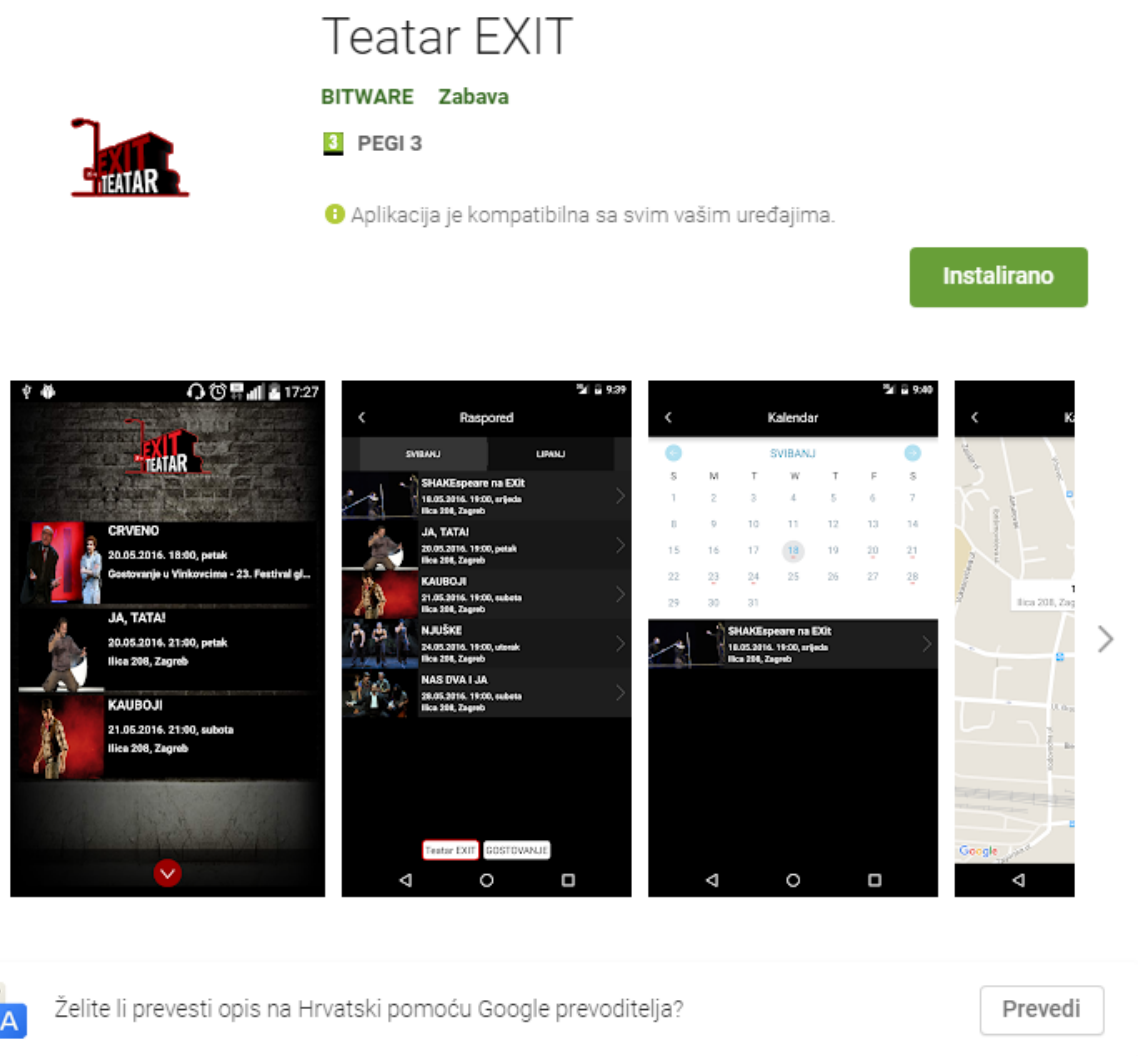 Teatar EXIT
BITWARE Zabava
3 PEGI 3
EXIT
TEATAR
Aplikacija je kompatibilna sa svim vašim uređajima.
Instalirano
17:27
EXIT
TEATAR
CRVENO
20.05.2016. 18:00, petak
Gostovanje u Vinkovcima - 23. Festival gl...
JA, TATA!
20.05.2016. 21:00, petak
Ilica 208, Zagreb
KAUBOJI
21.05.2016. 21:00, subota
Ilica 208, Zagreb
9:39
Raspored
SVIBANJ LIPANJ
SHAKEspeare na EXit
18.05.2016. 19:00, srijeda
Ilica 208, Zagreb
JA, TATA!
20.05.2016. 19:00, petak
Ilica 208, Zagreb
KAUBOJI
21.05.2016. 19:00, subota
Ilica 208, Zagreb
NJUŠKE
24.05.2016. 19:00, utorak
Ilica 208, Zagreb
NAS DVA I JA
28.05.2016. 19:00, subota
Ilica 208, Zagreb
Teatar EXIT GOSTOVANJE
9:40
Kalendar
SVIBANJ
S M T W T F S
1 2 3 4 5 6 7
8 9 10 11 12 13 14
15 16 17 18 19 20 21
22 23 24 25 26 27 28
29 30 31
SHAKEspeare na EXit
18.05.2016. 19:00, srijeda
Ilica 208, Zagreb
Ilica 208, Zag
Google
Želite li prevesti opis na Hrvatski pomoću Google prevoditelja?
Prevedi